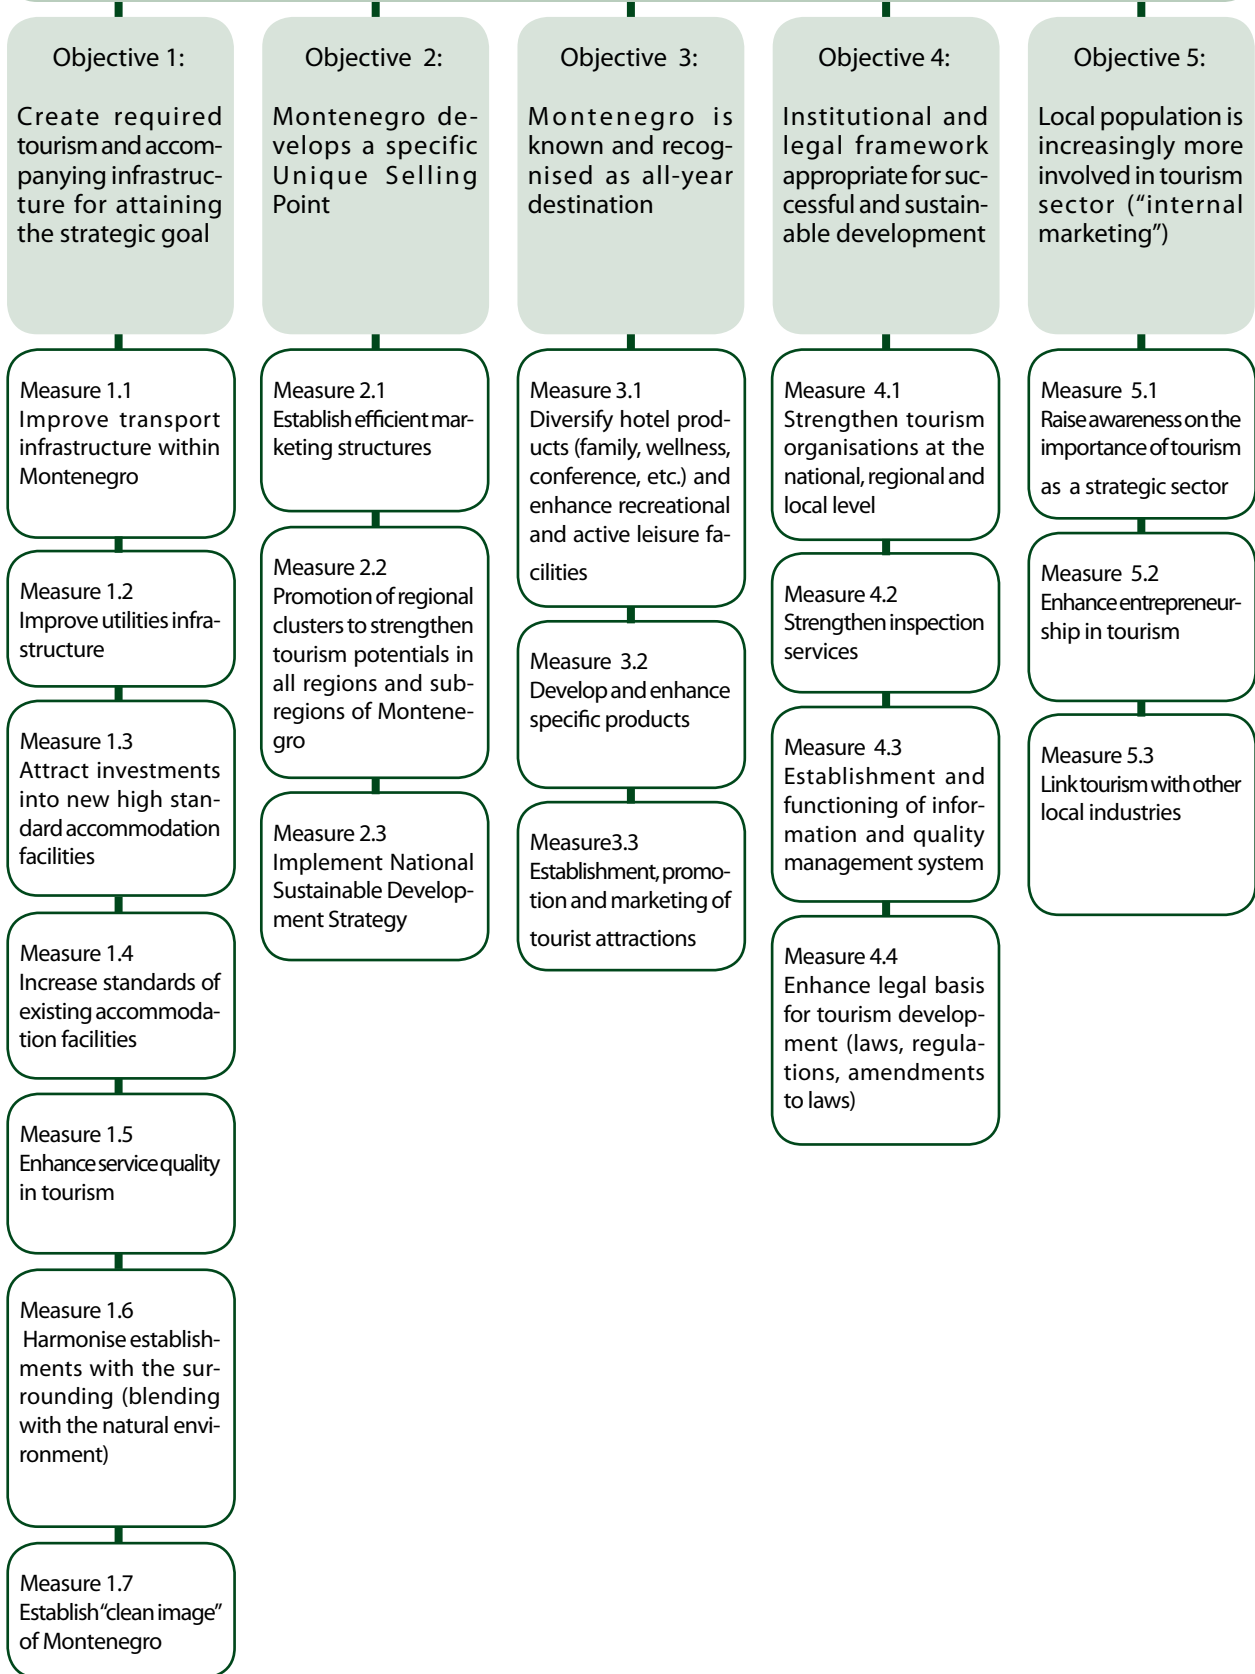 Objective 1:
Create required
tourism and accom-
panying infrastruc-
ture for attaining
the strategic goal
Measure 1.1
Improve transport
infrastructure within
Montenegro
Measure 1.2
Improve utilities infra-
structure
Measure 1.3
Attract investments
into new high stan-
dard accommodation
facilities
Measure 1.4
Increase standards of
existing accommoda-
tion facilities
Measure 1.5
Enhance service quality
in tourism
Measure 1.6
Harmonise establish-
ments with the sur-
rounding (blending
with the natural envi-
ronment)
Measure 1.7
Establish “clean image”
of Montenegro
Objective 2:
Montenegro de-
velops a specific
Unique Selling
Point
Measure 2.1
Establish efficient mar-
keting structures
Measure 2.2
Promotion of regional
clusters to strengthen
tourism potentials in
all regions and sub-
regions of Montene-
gro
Measure 2.3
Implement National
Sustainable Develop-
ment Strategy
Objective 3:
Montenegro is
known and recog-
nised as all-year
destination
Measure 3.1
Diversify hotel prod-
ucts (family, wellness,
conference, etc.) and
enhance recreational
and active leisure fa-
cilities
Measure 3.2
Develop and enhance
specific products
Measure3.3
Establishment, promo-
tion and marketing of
tourist attractions
Objective 4:
Institutional and
legal framework
appropriate for suc-
cessful and sustain-
able development
Measure 4.1
Strengthen tourism
organisations at the
national, regional and
local level
Measure 4.2
Strengthen inspection
services
Measure 4.3
Establishment and
functioning of infor-
mation and quality
management system
Measure 4.4
Enhance legal basis
for tourism develop-
ment (laws, regula-
tions, amendments
to laws)
Objective 5:
Local population is
increasingly more
involved in tourism
sector (“internal
marketing”)
Measure 5.1
Raise awareness on the
importance of tourism
as a strategic sector
Measure 5.2
Enhance entrepreneur-
ship in tourism
Measure 5.3
Link tourism with other
local industries